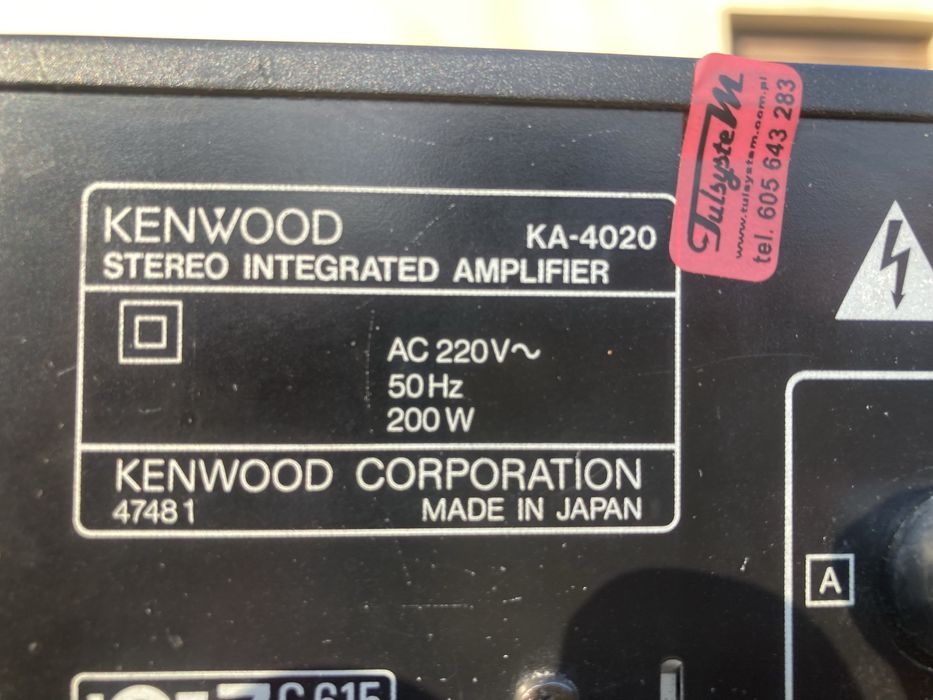 KENWOOD
KA-4020
STEREO INTEGRATED AMPLIFIER
AC 220V~
50Hz
200W
KENWOOD CORPORATION
47481
MADE IN JAPAN
TulsysteM
www.tulsystem.com.pl
tel. 605 643 283
A
C 615